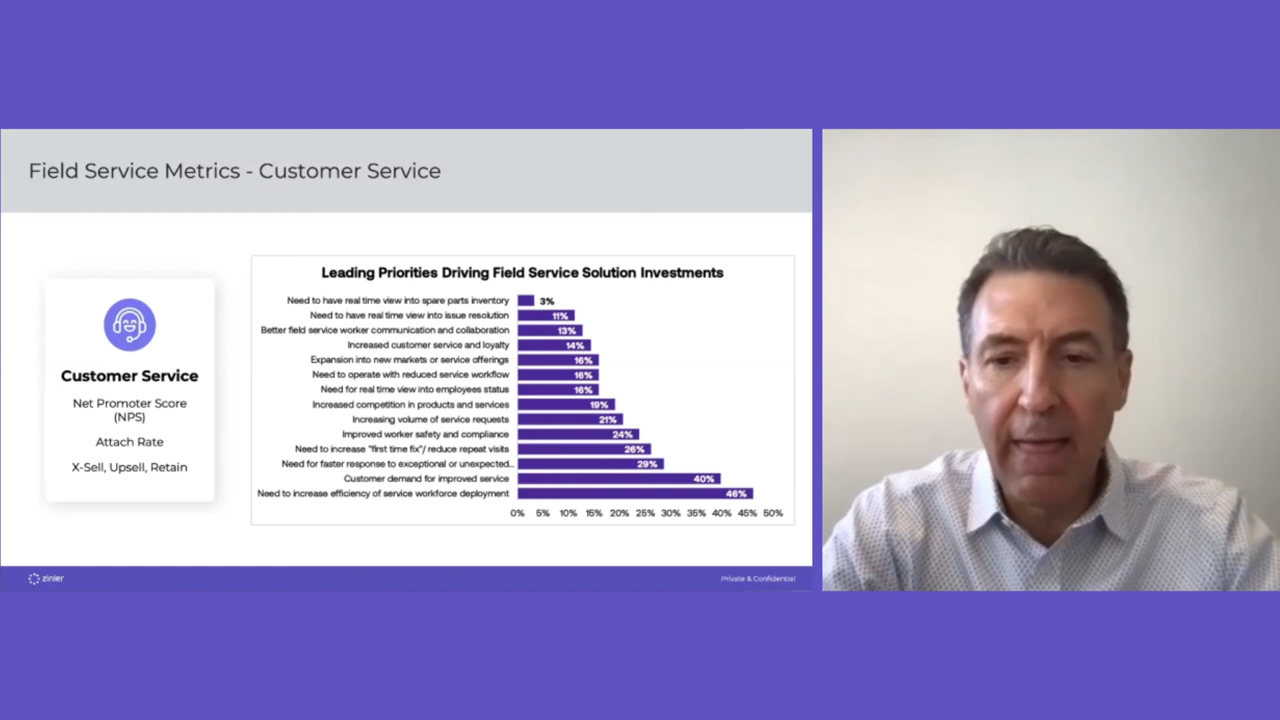 Field Service Metrics - Customer Service
Customer Service
Net Promoter Score
(NPS)
Attach Rate
X-Sell, Upsell, Retain
Leading Priorities Driving Field Service Solution Investments
Need to have real time view into spare parts inventory 3%
Need to have real time view into issue resolution 11%
Better field service worker communication and collaboration 13%
Increased customer service and loyalty 14%
Expansion into new markets or service offerings 16%
Need to operate with reduced service workflow 16%
Need for real time view into employees status 16%
Increased competition in products and services 19%
Increasing volume of service requests 21%
Improved worker safety and compliance 24%
Need to increase "first time fix"/ reduce repeat visits 26%
Need for faster response to exceptional or unexpected... 29%
Customer demand for improved service 40%
Need to increase efficiency of service workforce deployment 46%
0% 5% 10% 15% 20% 25% 30% 35% 40% 45% 50%
zinier
Private & Confidential